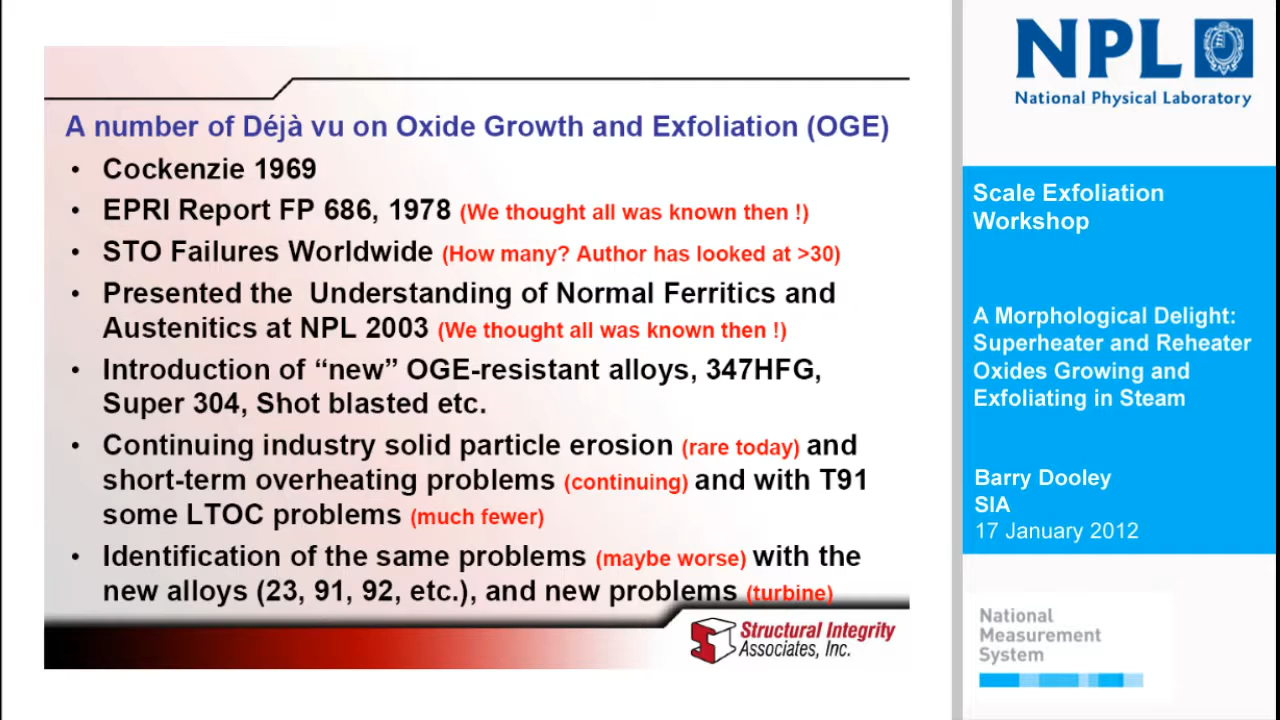 A number of Déjà vu on Oxide Growth and Exfoliation (OGE)
• Cockenzie 1969
• EPRI Report FP 686, 1978 (We thought all was known then !)
• STO Failures Worldwide (How many? Author has looked at >30)
• Presented the Understanding of Normal Ferritics and
Austenitics at NPL 2003 (We thought all was known then !)
• Introduction of “new” OGE-resistant alloys, 347HFG,
Super 304, Shot blasted etc.
• Continuing industry solid particle erosion (rare today) and
short-term overheating problems (continuing) and with T91
some LTOC problems (much fewer)
• Identification of the same problems (maybe worse) with the
new alloys (23, 91, 92, etc.), and new problems (turbine)
Structural Integrity
Associates, Inc.
NPL
National Physical Laboratory
Scale Exfoliation
Workshop
A Morphological Delight:
Superheater and Reheater
Oxides Growing and
Exfoliating in Steam
Barry Dooley
SIA
17 January 2012
National
Measurement
System